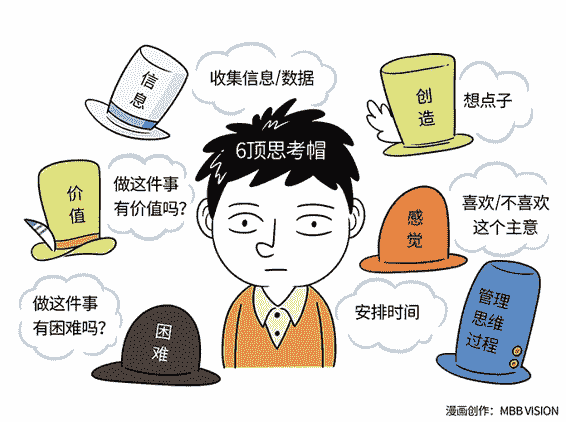 信
息
收集信息/数据
创
造
想点子
6顶思考帽
价
值
做这件事
有价值吗?
感
觉
喜欢/不喜欢
这个主意
做这件事
有困难吗?
困
难
安排时间
管理
思维
过程
漫画创作：MBB VISION